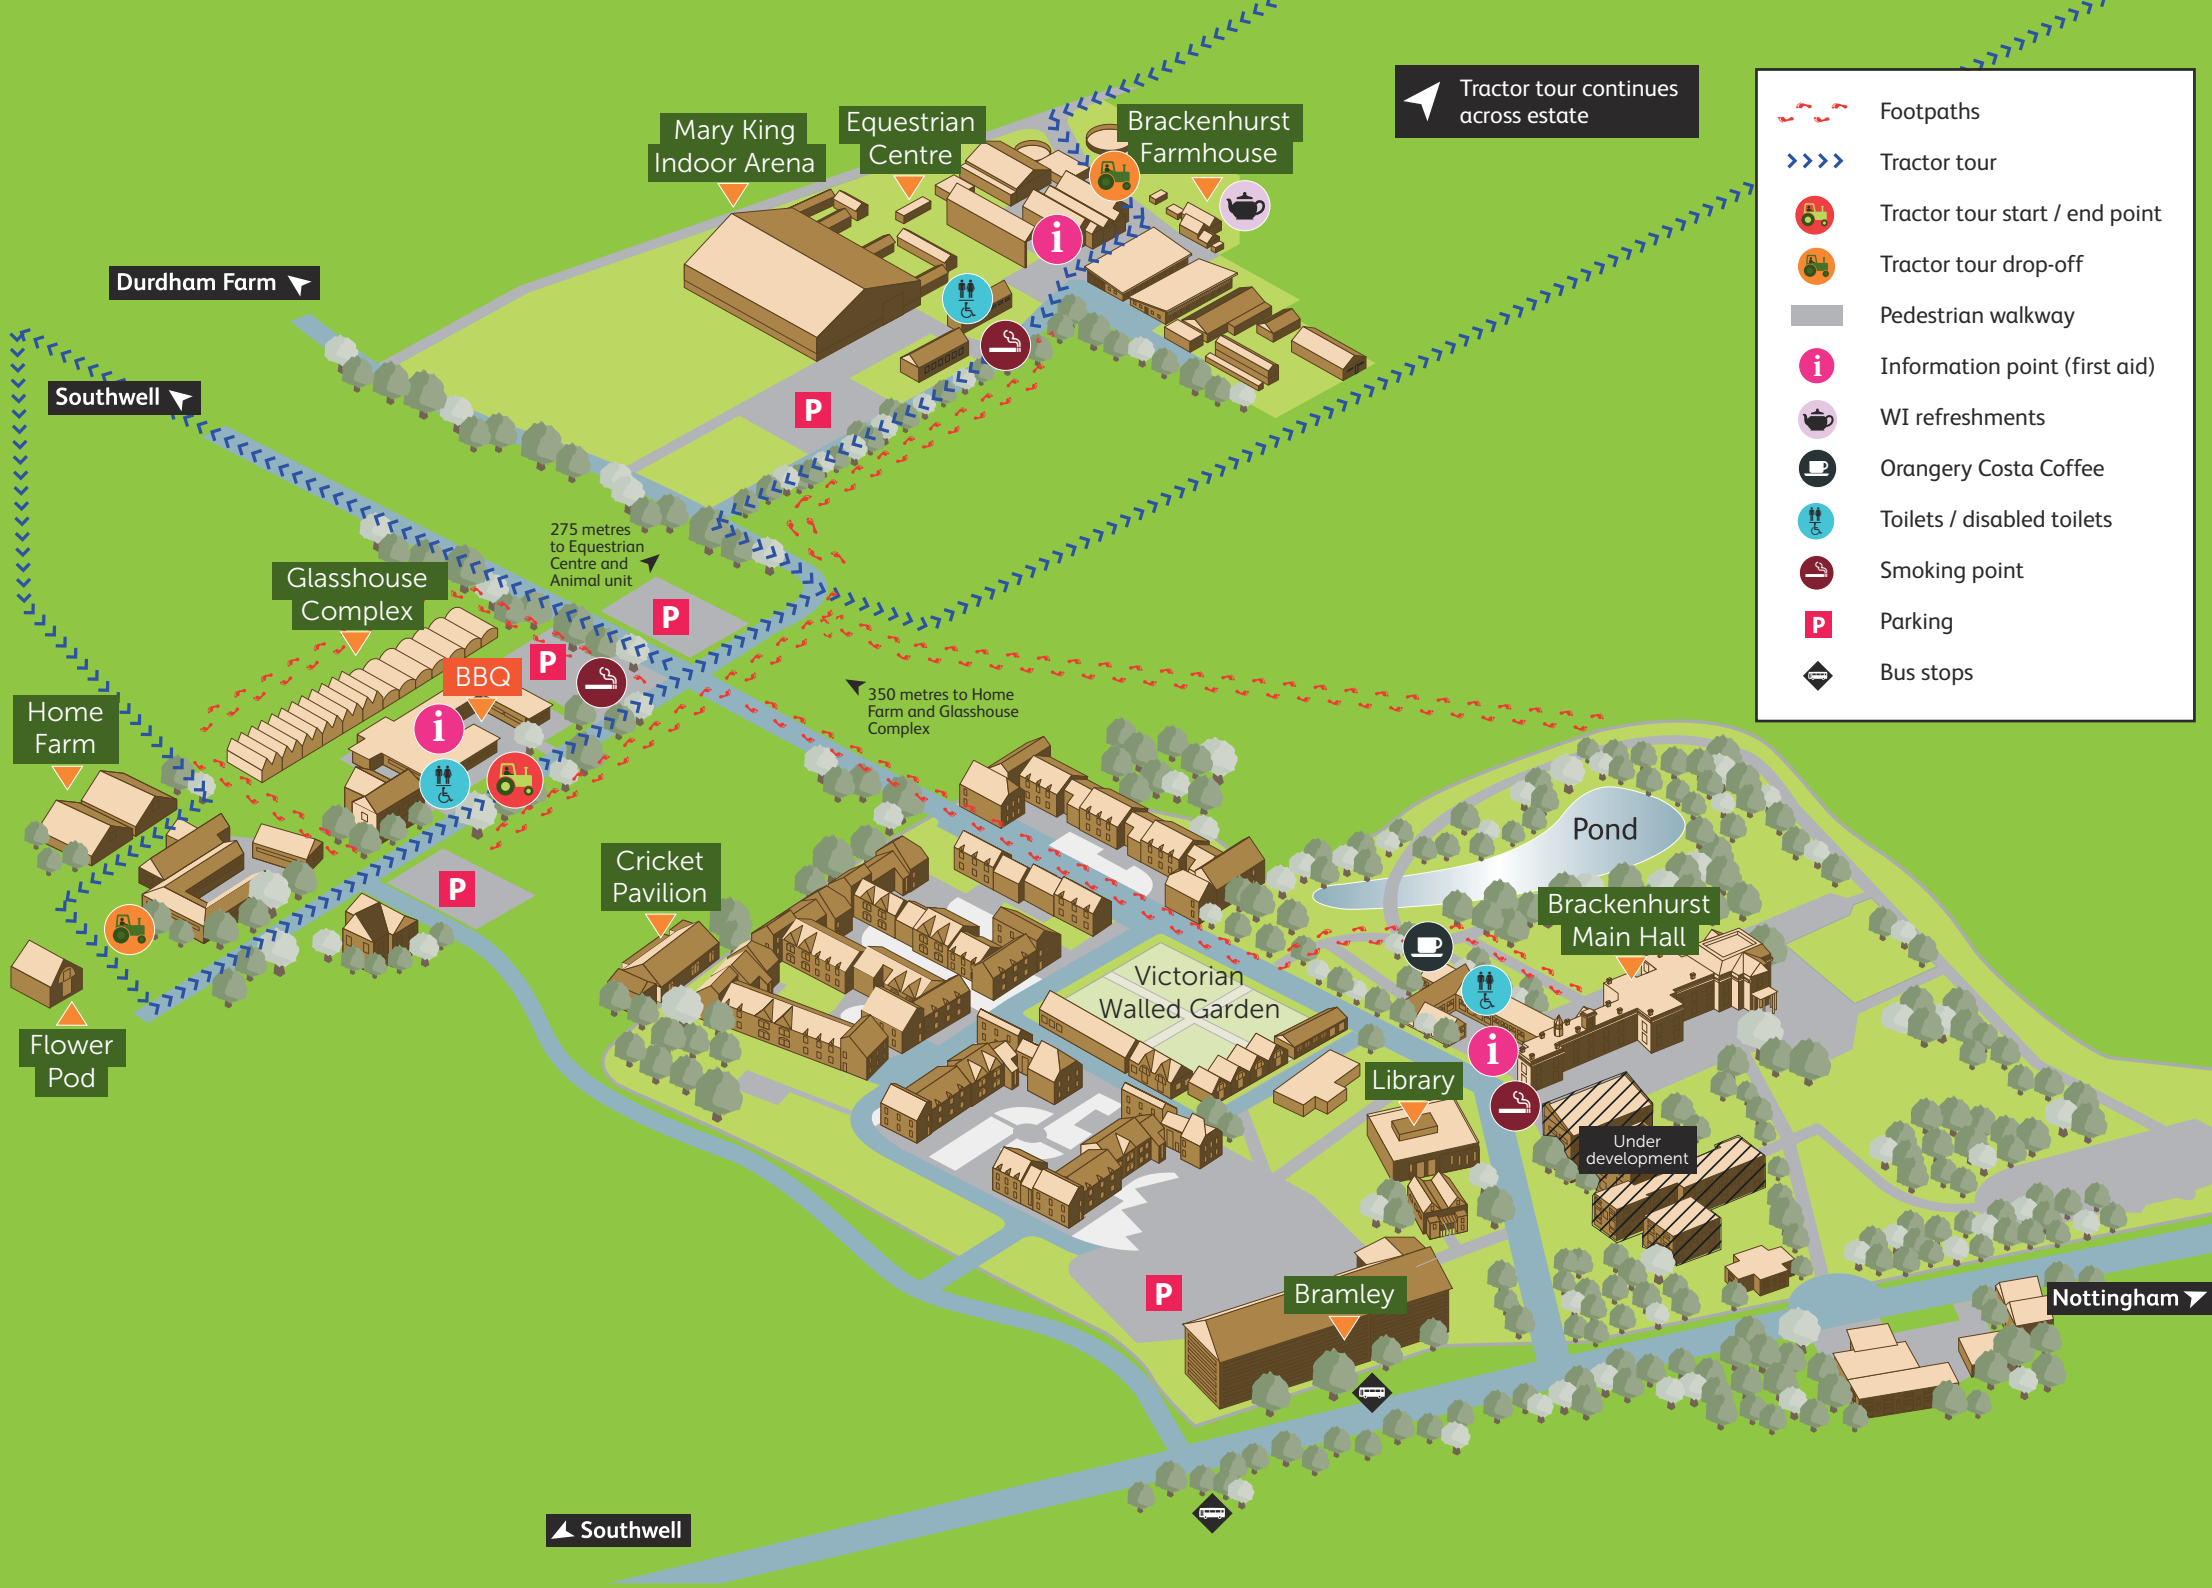 Tractor tour continues
across estate
Footpaths
Tractor tour
Tractor tour start / end point
Tractor tour drop-off
Pedestrian walkway
i
Information point (first aid)
WI refreshments
Orangery Costa Coffee
Toilets / disabled toilets
Smoking point
P
Parking
Bus stops
Mary King
Indoor Arena
Equestrian
Centre
Brackenhurst
Farmhouse
i
Durdham Farm
Southwell
P
275 metres
to Equestrian
Centre and
Animal unit
P
Glasshouse
Complex
P
BBQ
i
350 metres to Home
Farm and Glasshouse
Complex
Home
Farm
P
Flower
Pod
Cricket
Pavilion
Pond
Brackenhurst
Main Hall
Victorian
Walled Garden
i
Library
Under
development
P
Bramley
Nottingham
Southwell